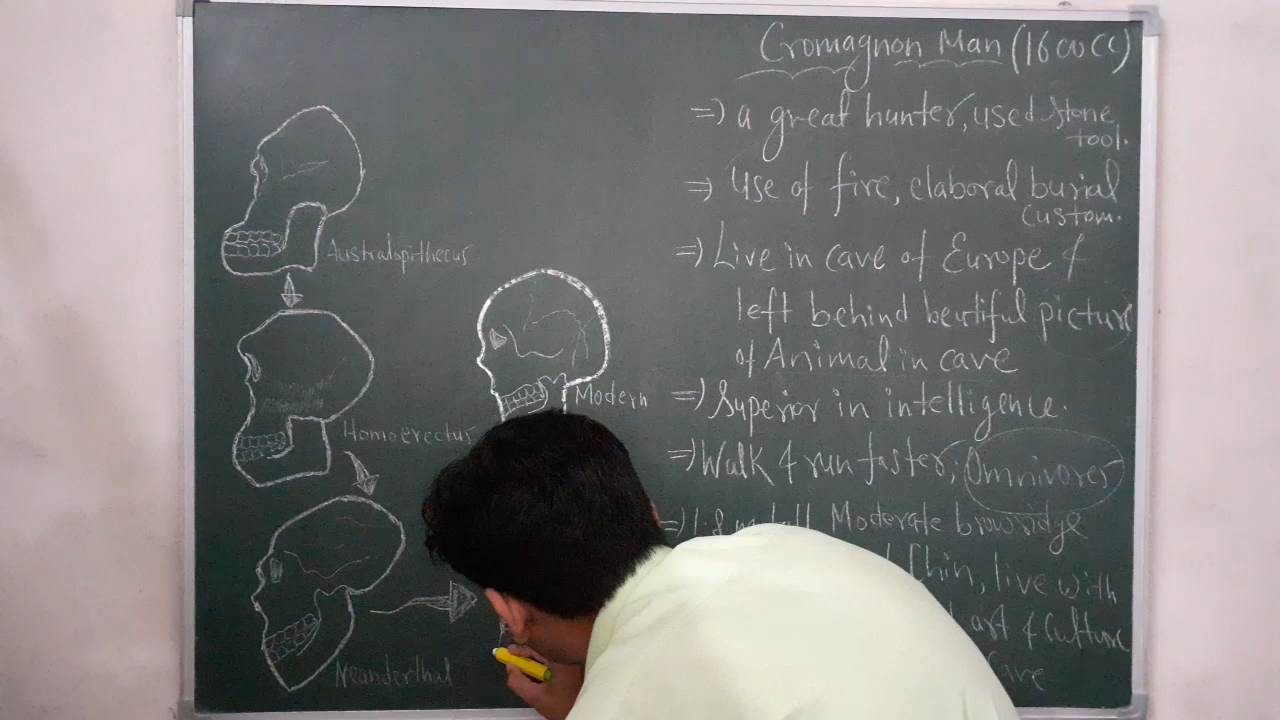 Cromagnon Man (1600CC)
=) a great hunter, used stone
tool.
=) Use of fire, elaboral burial
custom.
=) Live in cave of Europe &
left behind beutiful picture
of Animal in cave
=) Superior in intelligence.
=) Walk & run faster, Omnivores
=) tall Moderate browridge
Chin, live with
art & Culture
Australopithecus
Homoerectus
Neanderthal
Modern